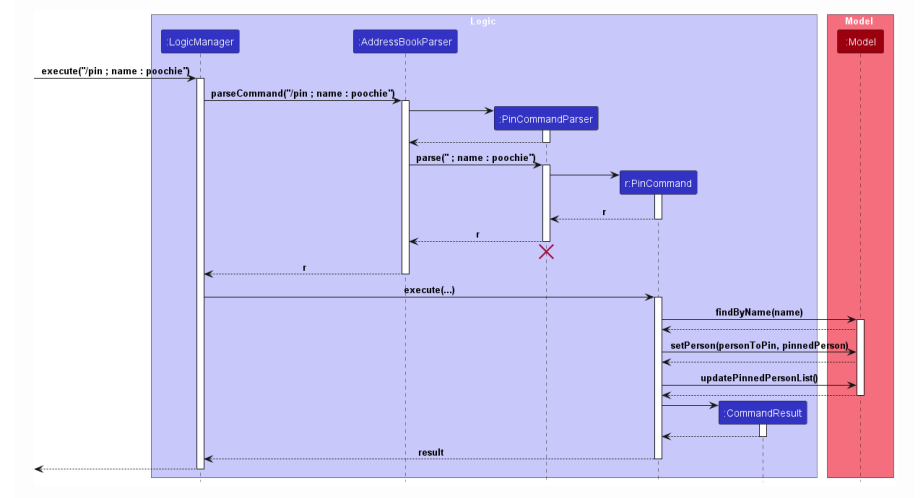 Logic
Model
:LogicManager
:AddressBookParser
:Model
execute("/pin ; name : poochie")
parseCommand("/pin ; name : poochie")
:PinCommandParser
parse(" ; name : poochie")
r:PinCommand
r
r
r
execute(...)
findByName(name)
setPerson(personToPin, pinnedPerson)
updatePinnedPersonList()
:CommandResult
result